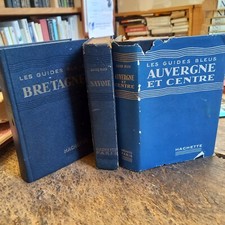 LES GUIDES BLEUS
BRETAGNE
HACHETTE
SAVOIE
AUVERGNE
ET CENTRE
LES GUIDES BLEUS
AUVERGNE
ET CENTRE
HACHETTE